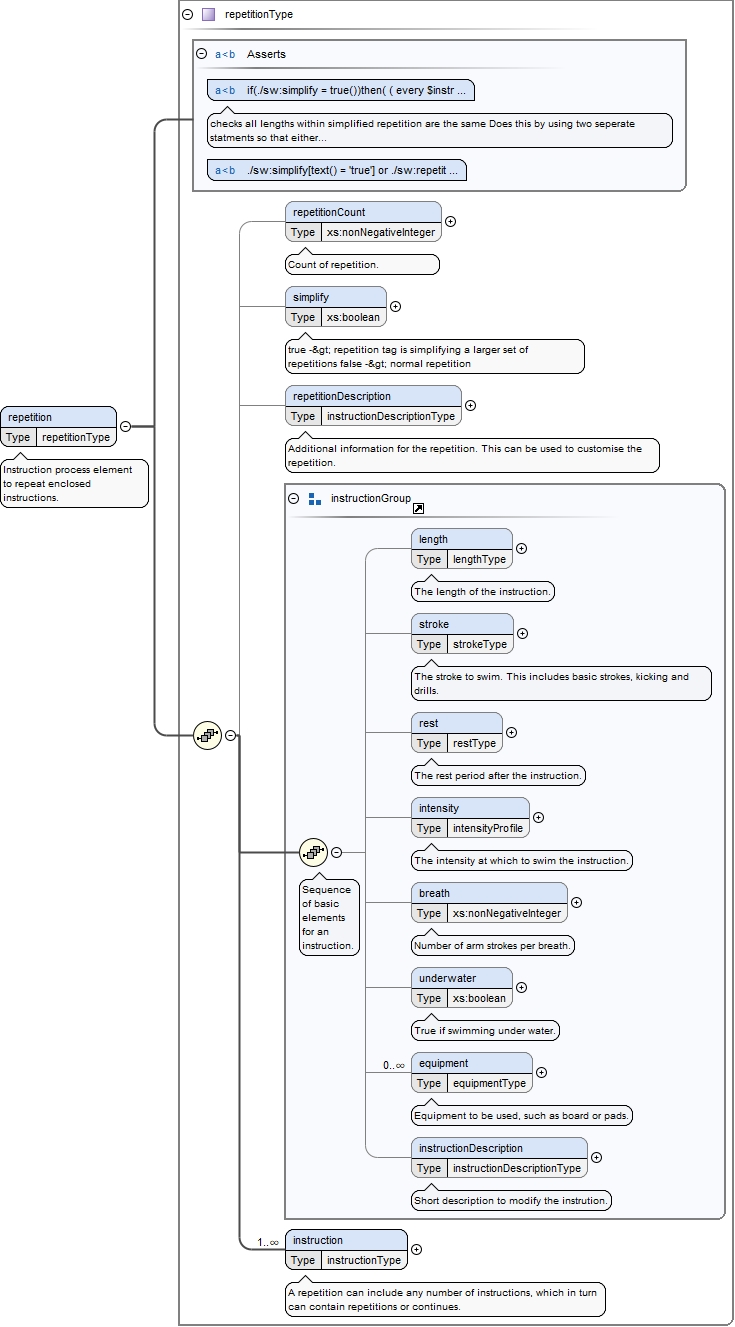 repetitionType
a<b Asserts
a<b if(./sw:simplify = true())then( ( every $instr ...
checks all lengths within simplified repetition are the same Does this by using two seperate
statments so that either...
a<b ./sw:simplify[text() = 'true'] or ./sw:repetit ...
repetitionCount
Type xs:nonNegativeInteger
Count of repetition.
simplify
Type xs:boolean
true -&gt; repetition tag is simplifying a larger set of
repetitions false -&gt; normal repetition
repetitionDescription
Type instructionDescriptionType
Additional information for the repetition. This can be used to customise the
repetition.
repetition
Type repetitionType
Instruction process element
to repeat enclosed
instructions.
instructionGroup
length
Type lengthType
The length of the instruction.
stroke
Type strokeType
The stroke to swim. This includes basic strokes, kicking and
drills.
rest
Type restType
The rest period after the instruction.
intensity
Type intensityProfile
The intensity at which to swim the instruction.
Sequence
of basic
elements
for an
instruction.
breath
Type xs:nonNegativeInteger
Number of arm strokes per breath.
underwater
Type xs:boolean
True if swimming under water.
0..∞
equipment
Type equipmentType
Equipment to be used, such as board or pads.
instructionDescription
Type instructionDescriptionType
Short description to modify the instrution.
1..∞
instruction
Type instructionType
A repetition can include any number of instructions, which in turn
can contain repetitions or continues.